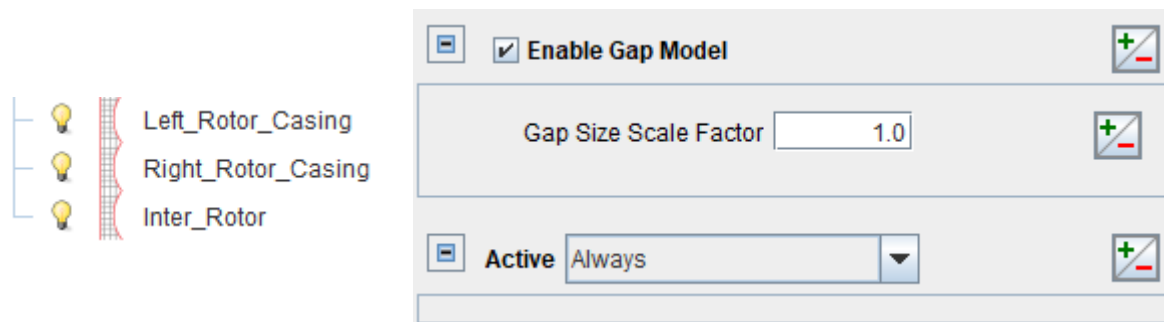 Left_Rotor_Casing
Right_Rotor_Casing
Inter_Rotor
Enable Gap Model
Gap Size Scale Factor 1.0
Active Always